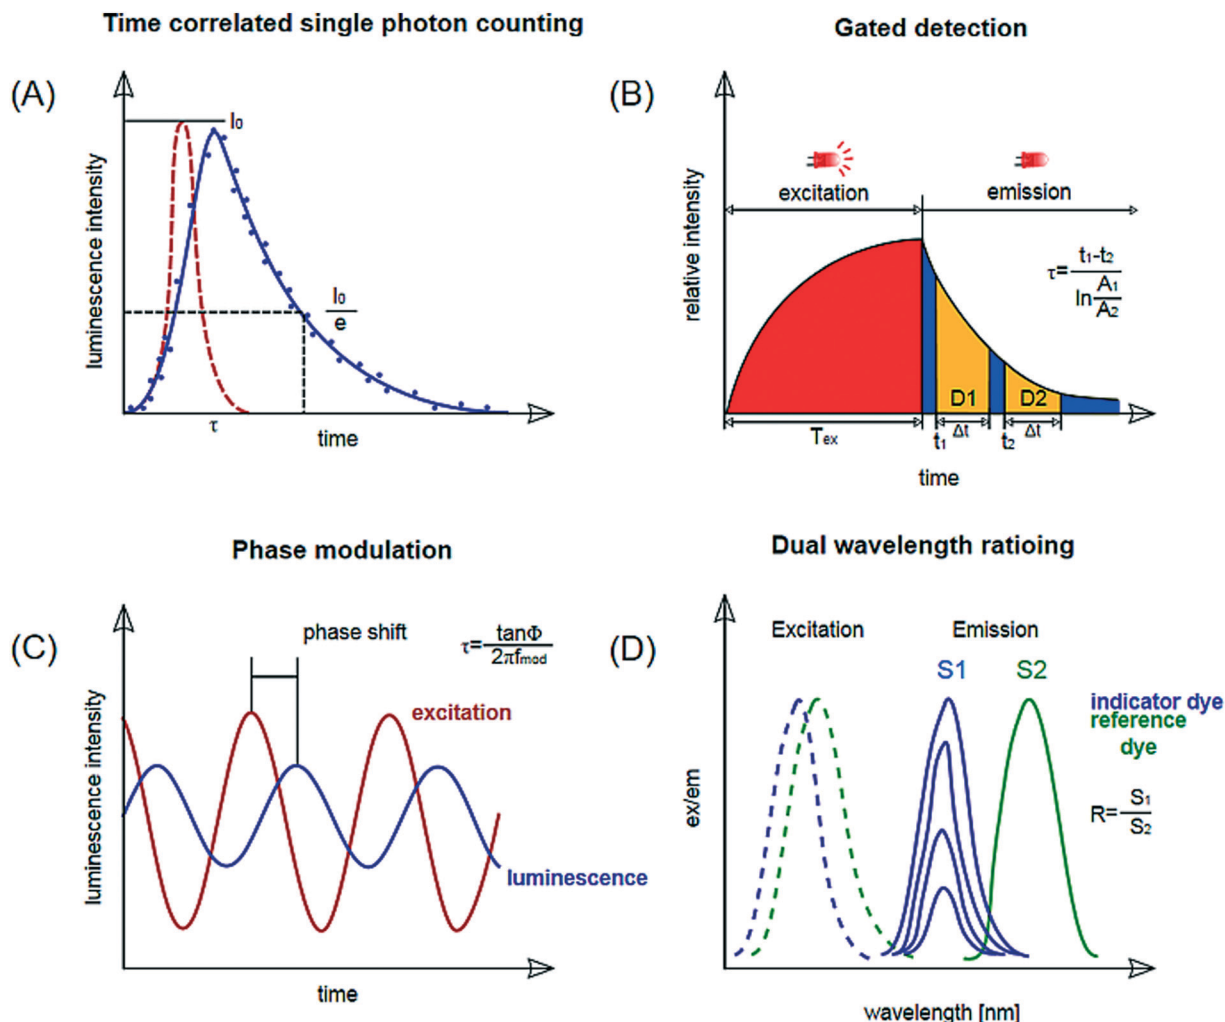 Time correlated single photon counting
(A)
I₀
luminescence intensity
I₀
e
τ
time
Gated detection
(B)
excitation
emission
relative intensity
τ=
t₁-t₂
ln
A₁
A₂
D1
D2
Tₑₓ
t₁
Δt
t₂
Δt
time
Phase modulation
(C)
phase shift
τ=
tanΦ
2πfmod
excitation
luminescence intensity
luminescence
time
Dual wavelength ratioing
(D)
Excitation
Emission
S1
S2
indicator dye
reference
dye
ex/em
R=
S₁
S₂
wavelength [nm]